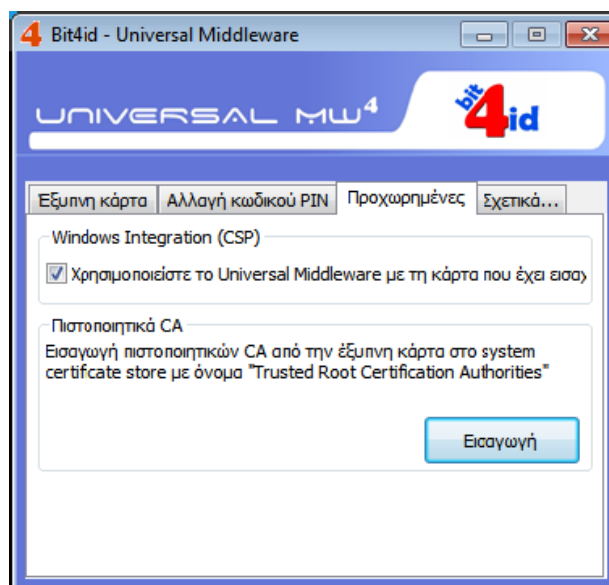 4 Bit4id - Universal Middleware
UNIVERSAL MW4
bit4id
Έξυπνη κάρτα
Αλλαγή κωδικού PIN
Προχωρημένες
Σχετικά...
Windows Integration (CSP)
Χρησιμοποιείστε το Universal Middleware με τη κάρτα που έχει εισαχ
Πιστοποιητικά CA
Εισαγωγή πιστοποιητικών CA από την έξυπνη κάρτα στο system
certifcate store με όνομα "Trusted Root Certification Authorities"
Εισαγωγή